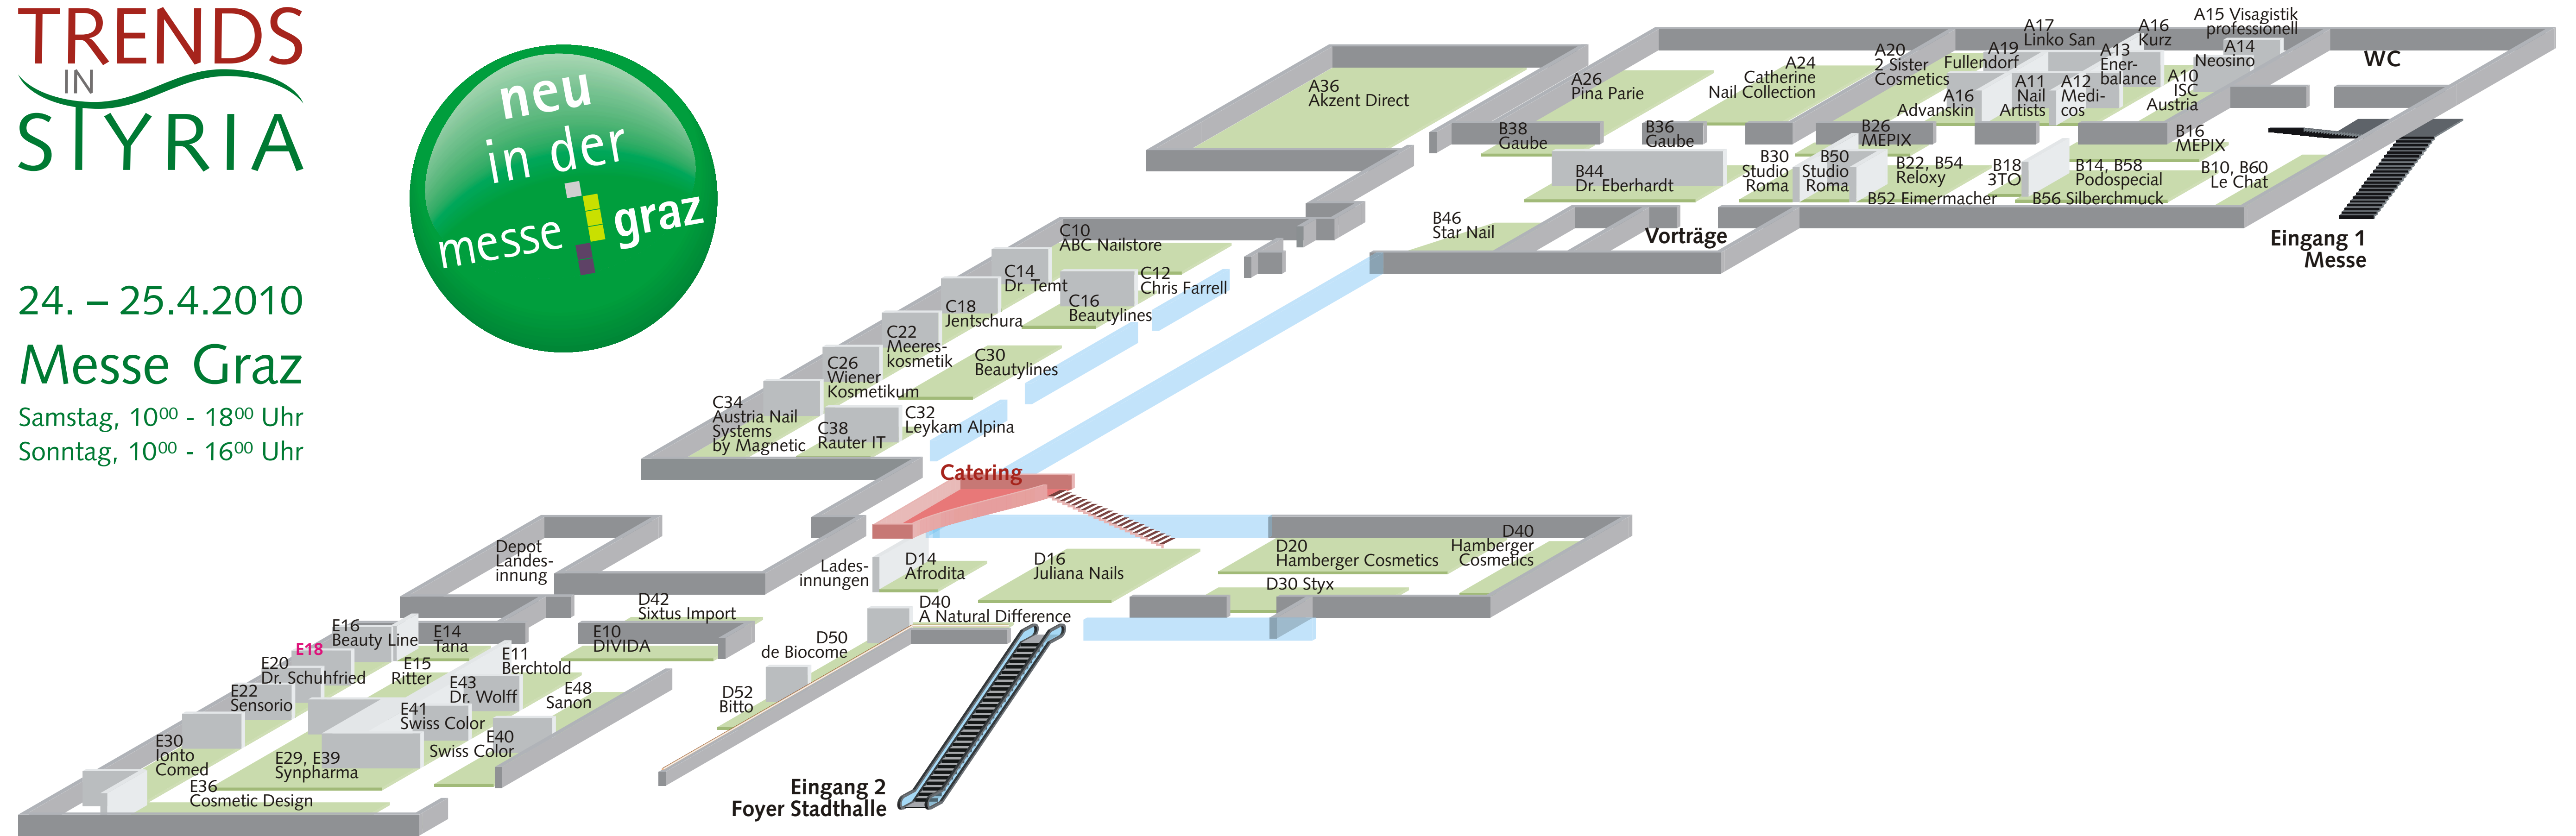 TRENDS
IN
STYRIA
24. – 25.4.2010
Messe Graz
Samstag, 10⁰⁰ - 18⁰⁰ Uhr
Sonntag, 10⁰⁰ - 16⁰⁰ Uhr
neu
in der
messe graz
A36
Akzent Direct
A26
Pina Parie
A24
Catherine
Nail Collection
A20
2 Sister
Cosmetics
A19
Fullendorf
A17
Linko San
A16
Kurz
A15 Visagistik
professionell
A14
Neosino
A13
Ener-
balance
A10
ISC
Austria
A16
Advanskin
A11
Nail
Artists
A12
Medi-
cos
WC
B38
Gaube
B36
Gaube
B26
MEPIX
B16
MEPIX
B44
Dr. Eberhardt
B30
Studio
Roma
B50
Studio
Roma
B22, B54
Reloxy
B18
3TO
B14, B58
Podospecial
B10, B60
Le Chat
B52 Eimermacher
B56 Silberchmuck
B46
Star Nail
Vorträge
Eingang 1
Messe
C10
ABC Nailstore
C14
Dr. Temt
C12
Chris Farrell
C18
Jentschura
C16
Beautylines
C22
Meeres-
kosmetik
C30
Beautylines
C26
Wiener
Kosmetikum
C34
Austria Nail
Systems
by Magnetic
C38
Rauter IT
C32
Leykam Alpina
Catering
Depot
Landes-
innung
Lades-
innungen
D14
Afrodita
D16
Juliana Nails
D20
Hamberger Cosmetics
D40
Hamberger
Cosmetics
D30 Styx
D42
Sixtus Import
D40
A Natural Difference
D50
de Biocome
D52
Bitto
E16
Beauty Line
E14
Tana
E10
DIVIDA
E18
E20
Dr. Schuhfried
E15
Ritter
E11
Berchtold
E22
Sensorio
E43
Dr. Wolff
E48
Sanon
E41
Swiss Color
E40
Swiss Color
E30
Ionto
Comed
E29, E39
Synpharma
E36
Cosmetic Design
Eingang 2
Foyer Stadthalle